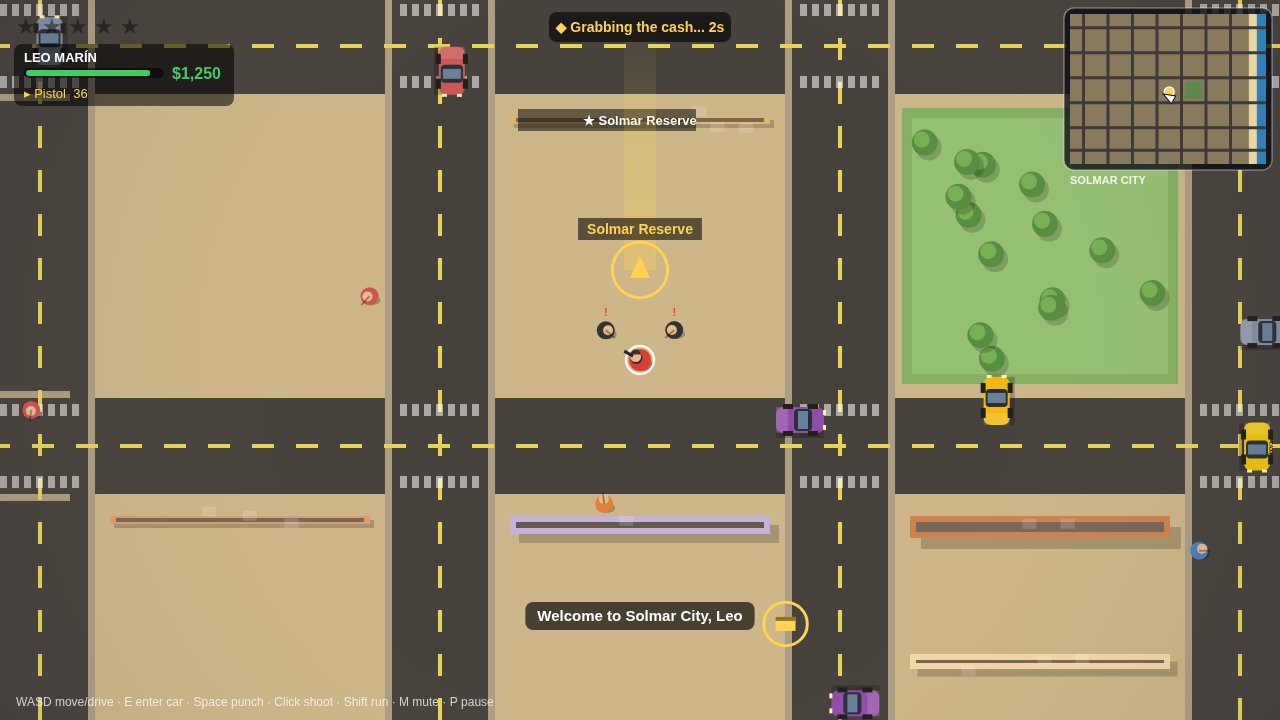 ★ ★ ★ ★ ★
◆ Grabbing the cash... 2s
LEO MARÍN
$1,250
▸ Pistol 36
★ Solmar Reserve
SOLMAR CITY
Solmar Reserve
!
!
Welcome to Solmar City, Leo
WASD move/drive · E enter car · Space punch · Click shoot · Shift run · M mute · P pause